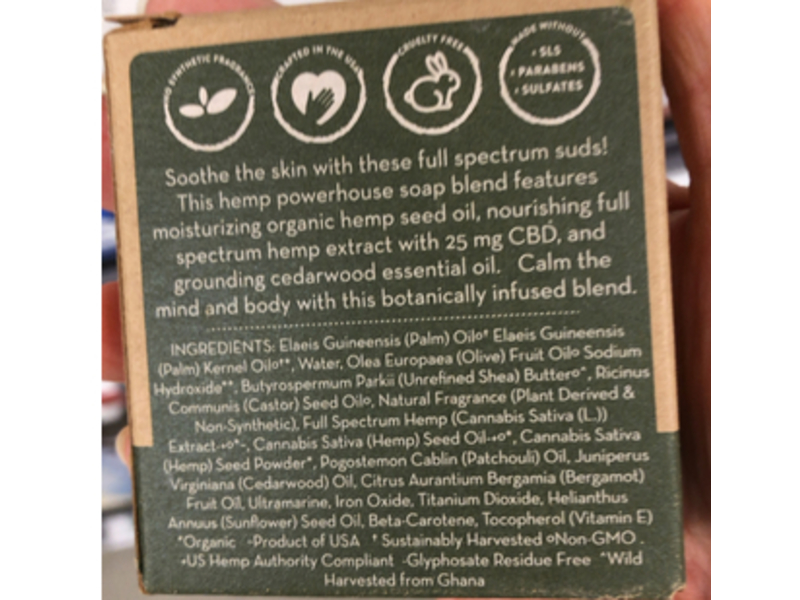 NO SYNTHETIC FRAGRANCE
CRAFTED IN THE USA
CRUELTY FREE
MADE WITHOUT
• SLS
• PARABENS
• SULFATES
Soothe the skin with these full spectrum suds!
This hemp powerhouse soap blend features
moisturizing organic hemp seed oil, nourishing full
spectrum hemp extract with 25 mg CBD, and
grounding cedarwood essential oil. Calm the
mind and body with this botanically infused blend.
INGREDIENTS: Elaeis Guineensis (Palm) Oilo* Elaeis Guineensis
(Palm) Kernel Oilo†*, Water, Olea Europaea (Olive) Fruit Oilo Sodium
Hydroxide**, Butyrospermum Parkii (Unrefined Shea) Buttero*, Ricinus
Communis (Castor) Seed Oilo, Natural Fragrance (Plant Derived &
Non-Synthetic), Full Spectrum Hemp (Cannabis Sativa (L.))
Extract-+o*-, Cannabis Sativa (Hemp) Seed Oil-+o*, Cannabis Sativa
(Hemp) Seed Powder*, Pogostemon Cablin (Patchouli) Oil, Juniperus
Virginiana (Cedarwood) Oil, Citrus Aurantium Bergamia (Bergamot)
Fruit Oil, Ultramarine, Iron Oxide, Titanium Dioxide, Helianthus
Annuus (Sunflower) Seed Oil, Beta-Carotene, Tocopherol (Vitamin E)
*Organic -Product of USA † Sustainably Harvested oNon-GMO .
+US Hemp Authority Compliant -Glyphosate Residue Free *Wild
Harvested from Ghana